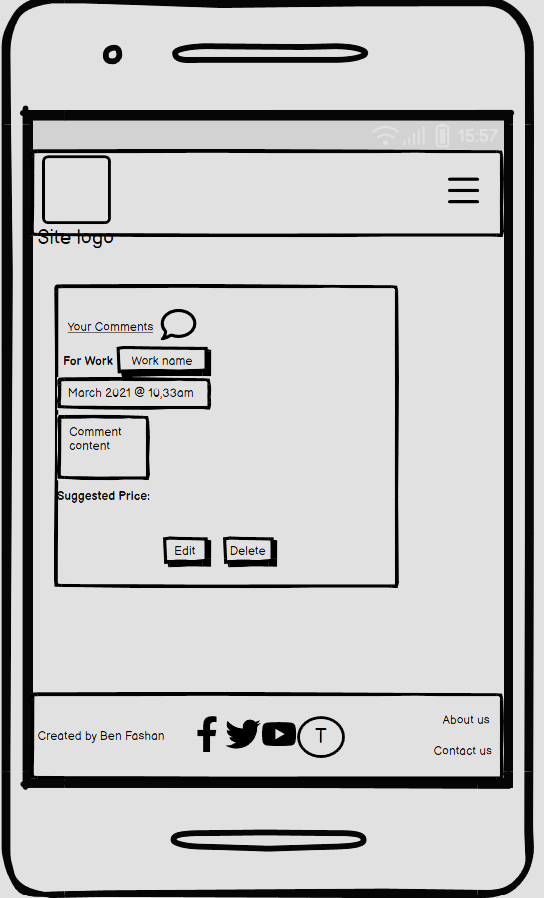 15:57
Site logo
Your Comments
For Work Work name
March 2021 @ 10,33am
Comment
content
Suggested Price:
Edit Delete
About us
Created by Ben Fashan T
Contact us